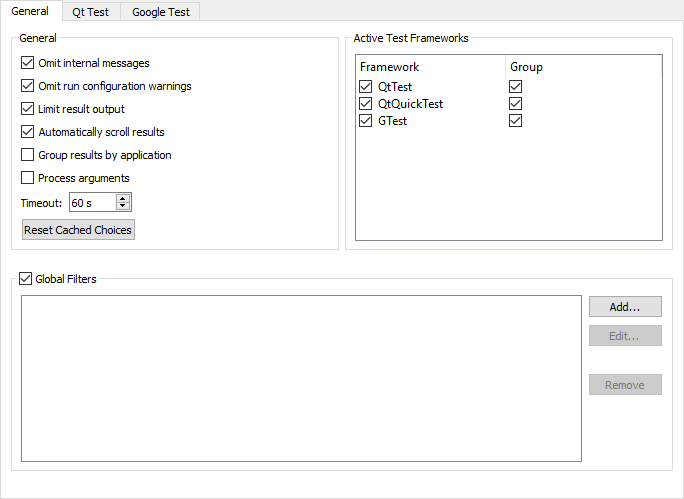 General
Qt Test
Google Test
General
Omit internal messages
Omit run configuration warnings
Limit result output
Automatically scroll results
Group results by application
Process arguments
Timeout: 60 s
Reset Cached Choices
Active Test Frameworks
Framework Group
QtTest
QtQuickTest
GTest
Global Filters
Add...
Edit...
Remove